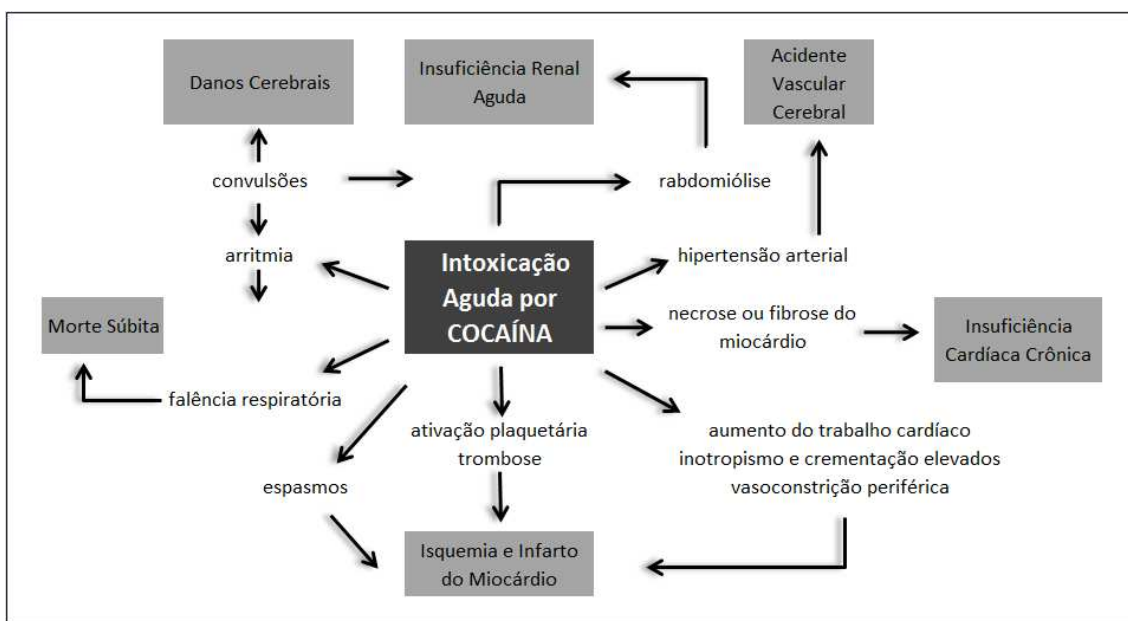 Danos Cerebrais
Insuficiência Renal
Aguda
Acidente
Vascular
Cerebral
convulsões
rabdomiólise
arritmia
Intoxicação
Aguda por
COCAÍNA
hipertensão arterial
necrose ou fibrose do
miocárdio
Morte Súbita
Insuficiência
Cardíaca Crônica
falência respiratória
ativação plaquetária
trombose
aumento do trabalho cardíaco
inotropismo e crementação elevados
vasoconstrição periférica
espasmos
Isquemia e Infarto
do Miocárdio